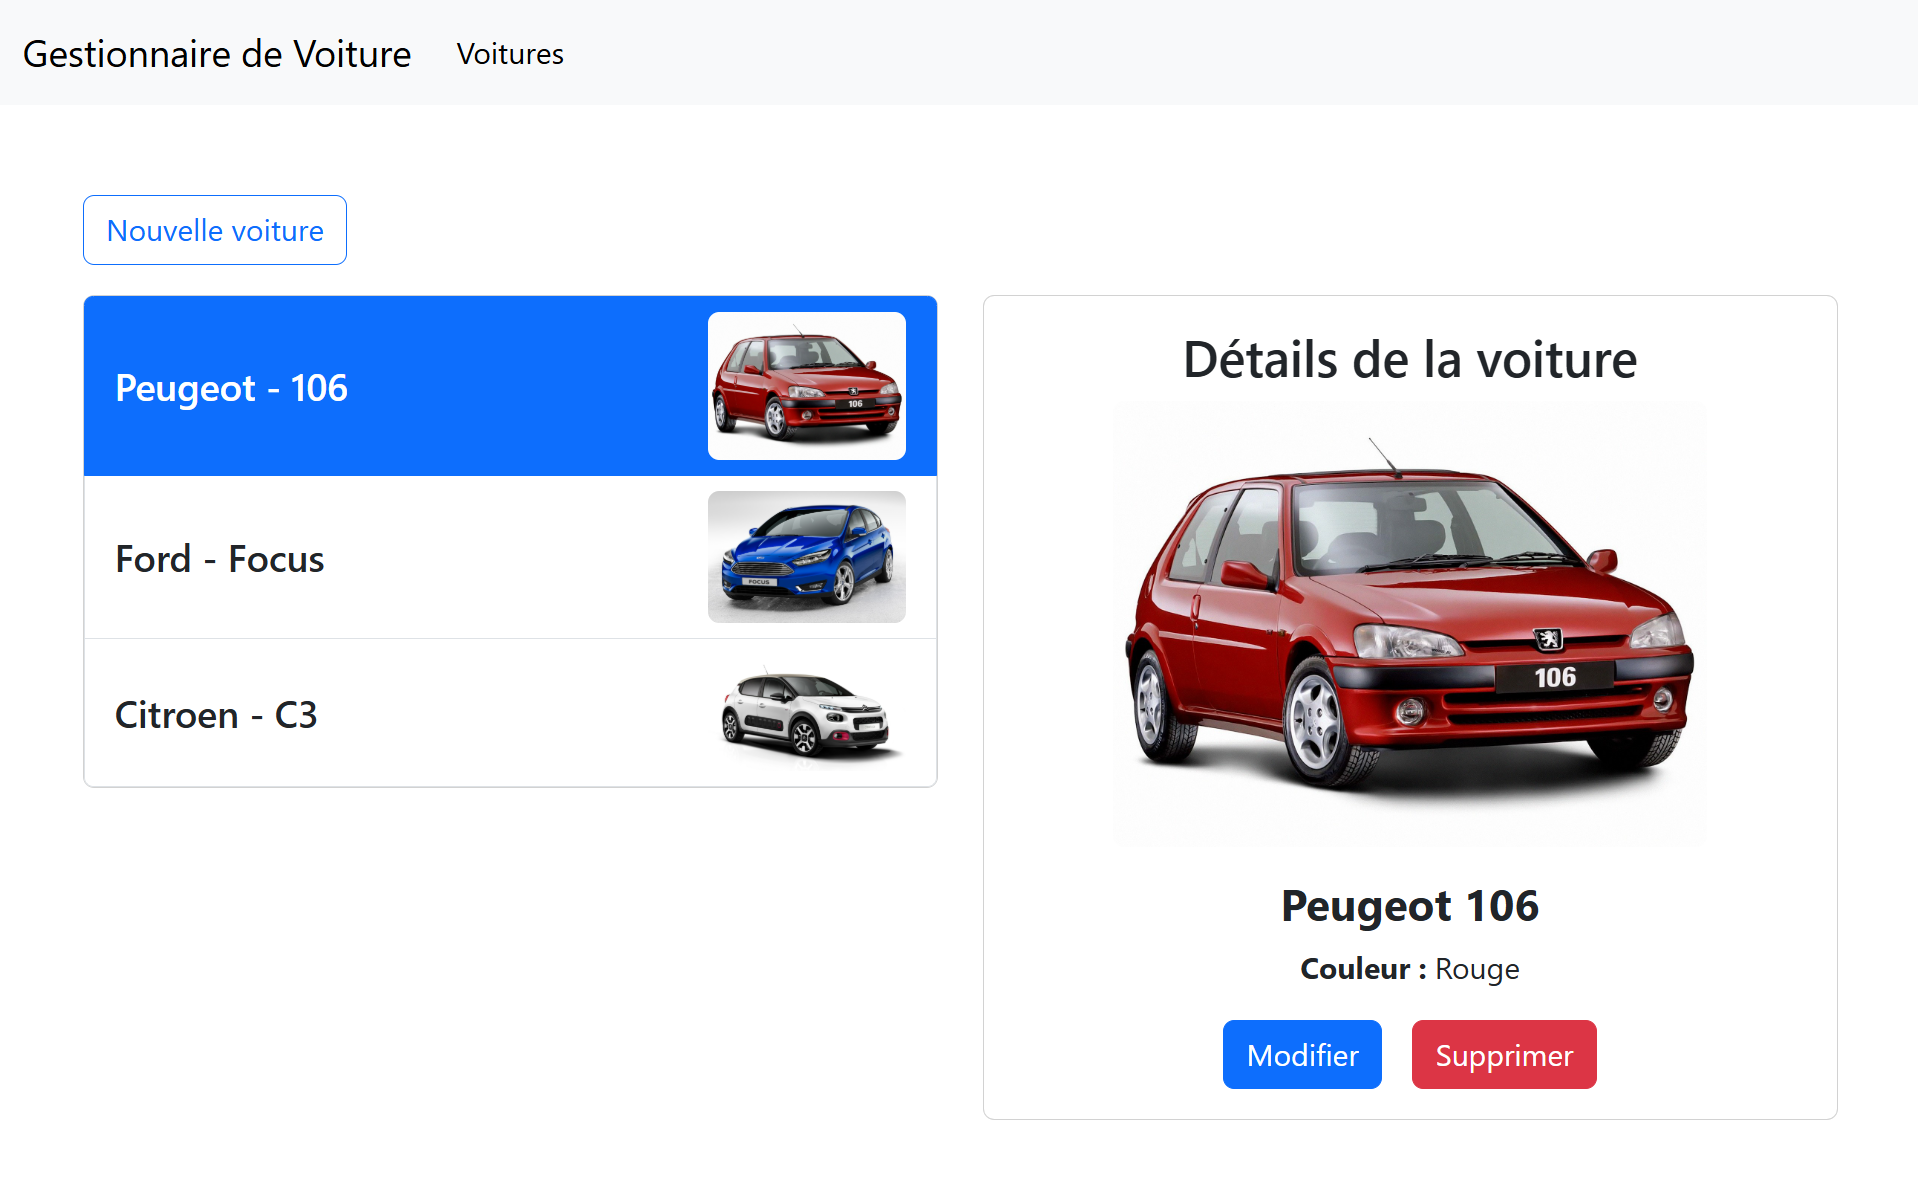 Gestionnaire de Voiture Voitures
Nouvelle voiture
Peugeot - 106
106
Ford - Focus
FOCUS
Citroen - C3
Détails de la voiture
106
Peugeot 106
Couleur : Rouge
Modifier Supprimer